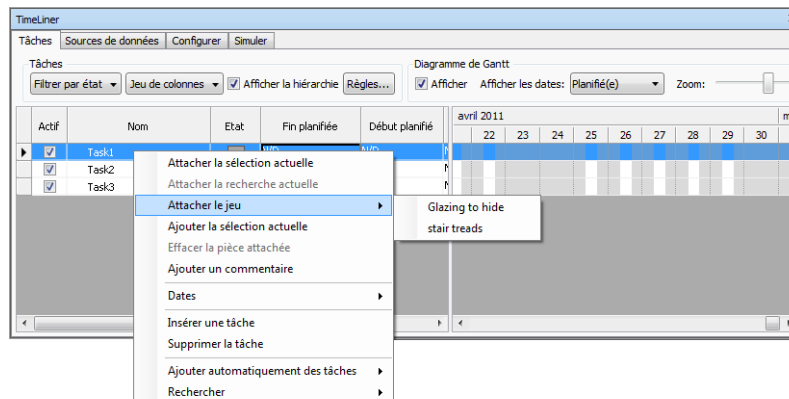 TimeLiner
Tâches Sources de données Configurer Simuler
Tâches Diagramme de Gantt
Filtrer par état Jeu de colonnes Afficher la hiérarchie Règles... Afficher Afficher les dates: Planifié(e) Zoom:
avril 2011 m
Actif Nom Etat Fin planifiée Début planifié
22 23 24 25 26 27 28 29 30
Task1
Task2
Task3
Attacher la sélection actuelle
Attacher la recherche actuelle
Attacher le jeu
Glazing to hide
Ajouter la sélection actuelle
stair treads
Effacer la pièce attachée
Ajouter un commentaire
Dates
Insérer une tâche
Supprimer la tâche
Ajouter automatiquement des tâches
Rechercher